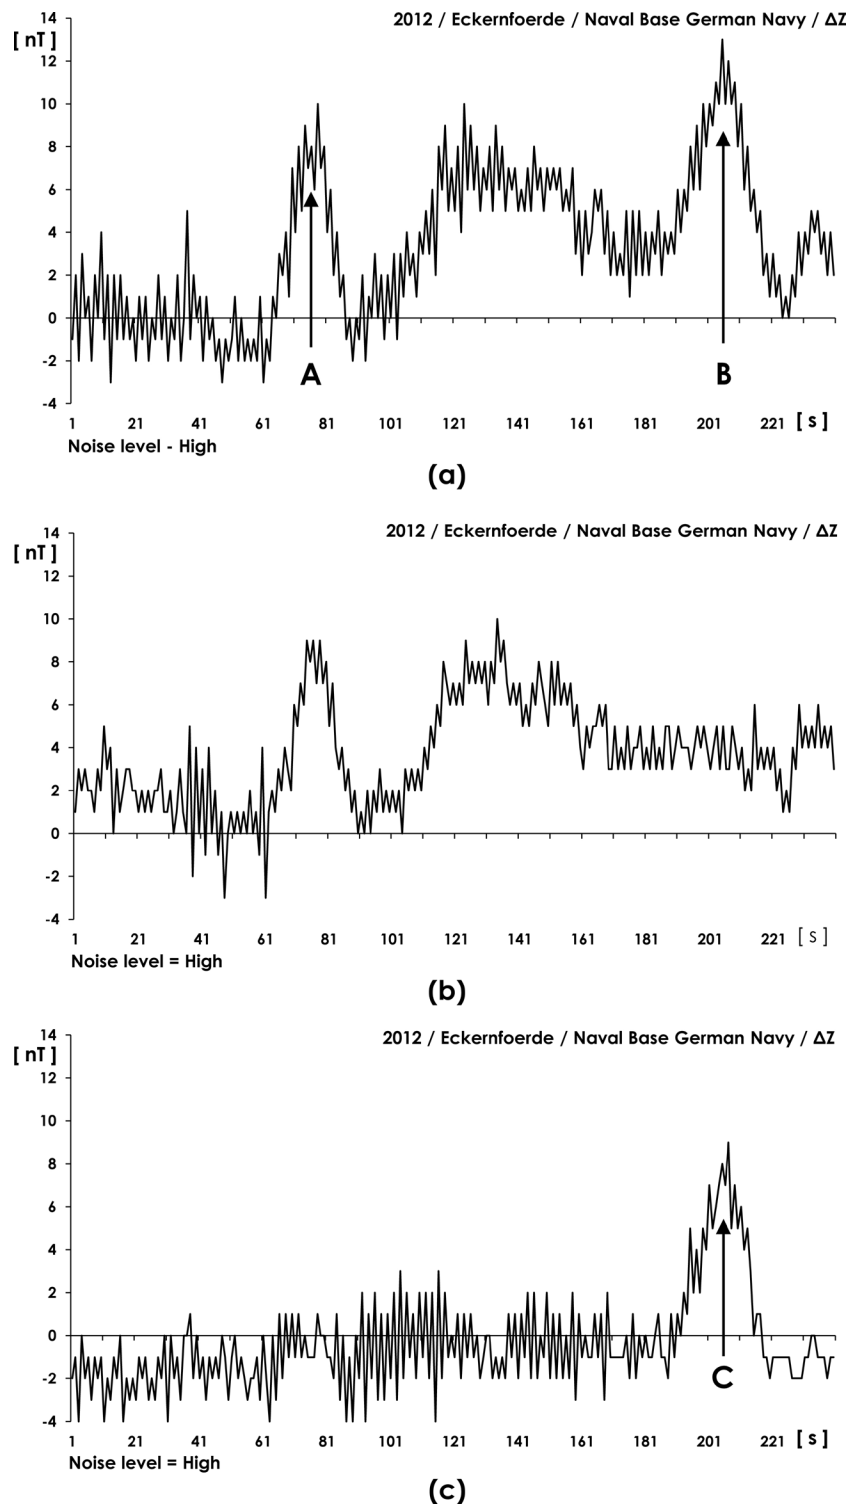 2012 / Eckernfoerde / Naval Base German Navy / ΔZ
[ nT ]
14
12
10
8
6
4
2
0
-2
-4
A
B
1 21 41 61 81 101 121 141 161 181 201 221 [ s ]
Noise level - High
(a)
2012 / Eckernfoerde / Naval Base German Navy / ΔZ
[ nT ]
14
12
10
8
6
4
2
0
-2
-4
1 21 41 61 81 101 121 141 161 181 201 221 [ s ]
Noise level = High
(b)
2012 / Eckernfoerde / Naval Base German Navy / ΔZ
[ nT ]
14
12
10
8
6
4
2
0
-2
-4
C
1 21 41 61 81 101 121 141 161 181 201 221 [ s ]
Noise level = High
(c)